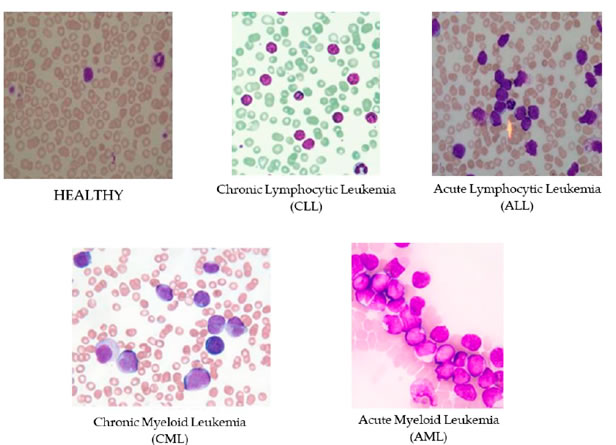 HEALTHY
Chronic Lymphocytic Leukemia
(CLL)
Acute Lymphocytic Leukemia
(ALL)
Chronic Myeloid Leukemia
(CML)
Acute Myeloid Leukemia
(AML)